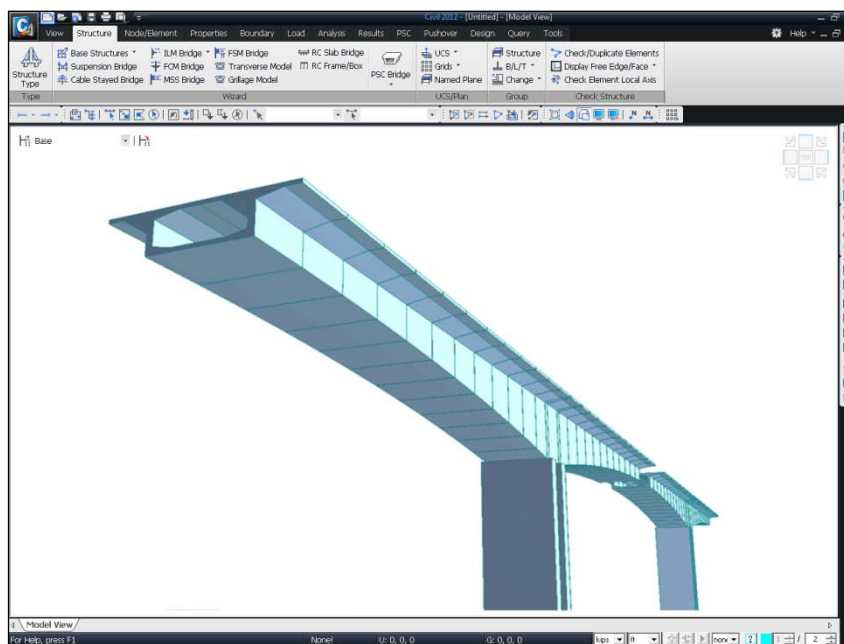 Civil 2012 - [Untitled] - [Model View]
View Structure Node/Element Properties Boundary Load Analysis Results PSC Pushover Design Query Tools Help
Base Structures ILM Bridge FSM Bridge RC Slab Bridge UCS Structure Check/Duplicate Elements
Suspension Bridge FCM Bridge Transverse Model RC Frame/Box Grids B/L/T Display Free Edge/Face
Structure Type Cable Stayed Bridge MSS Bridge Grillage Model PSC Bridge Named Plane Change Check Element Local Axis
Type Wizard UCS/Plan Group Check Structure
Base
Model View
For Help, press F1 None! U: 0, 0, 0 G: 0, 0, 0 kips ft 2